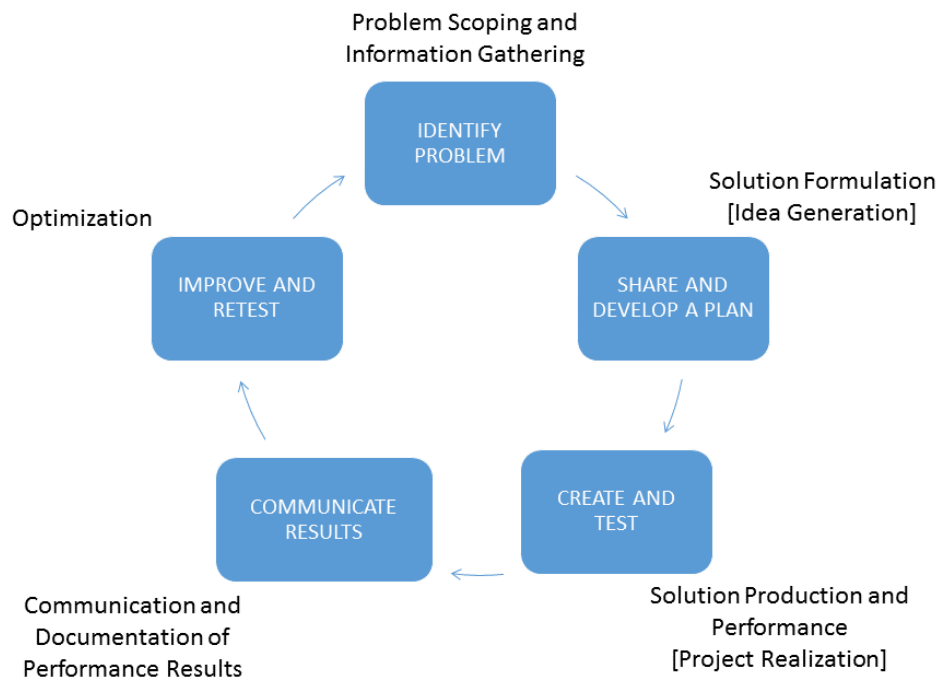 Problem Scoping and
Information Gathering
IDENTIFY
PROBLEM
Solution Formulation
[Idea Generation]
SHARE AND
DEVELOP A PLAN
CREATE AND
TEST
Solution Production and
Performance
[Project Realization]
COMMUNICATE
RESULTS
Communication and
Documentation of
Performance Results
IMPROVE AND
RETEST
Optimization